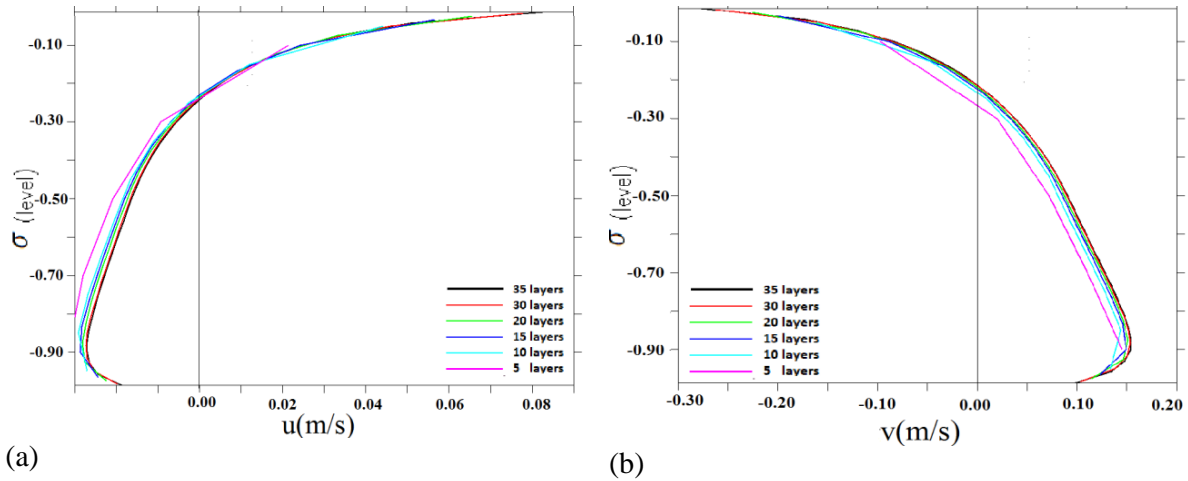 -0.10
-0.30
-0.50
-0.70
-0.90
σ (level)
35 layers
30 layers
20 layers
15 layers
10 layers
5 layers
0.00 0.02 0.04 0.06 0.08
u(m/s)
(a)
-0.10
-0.30
-0.50
-0.70
-0.90
σ (level)
35 layers
30 layers
20 layers
15 layers
10 layers
5 layers
-0.30 -0.20 -0.10 0.00 0.10 0.20
v(m/s)
(b)